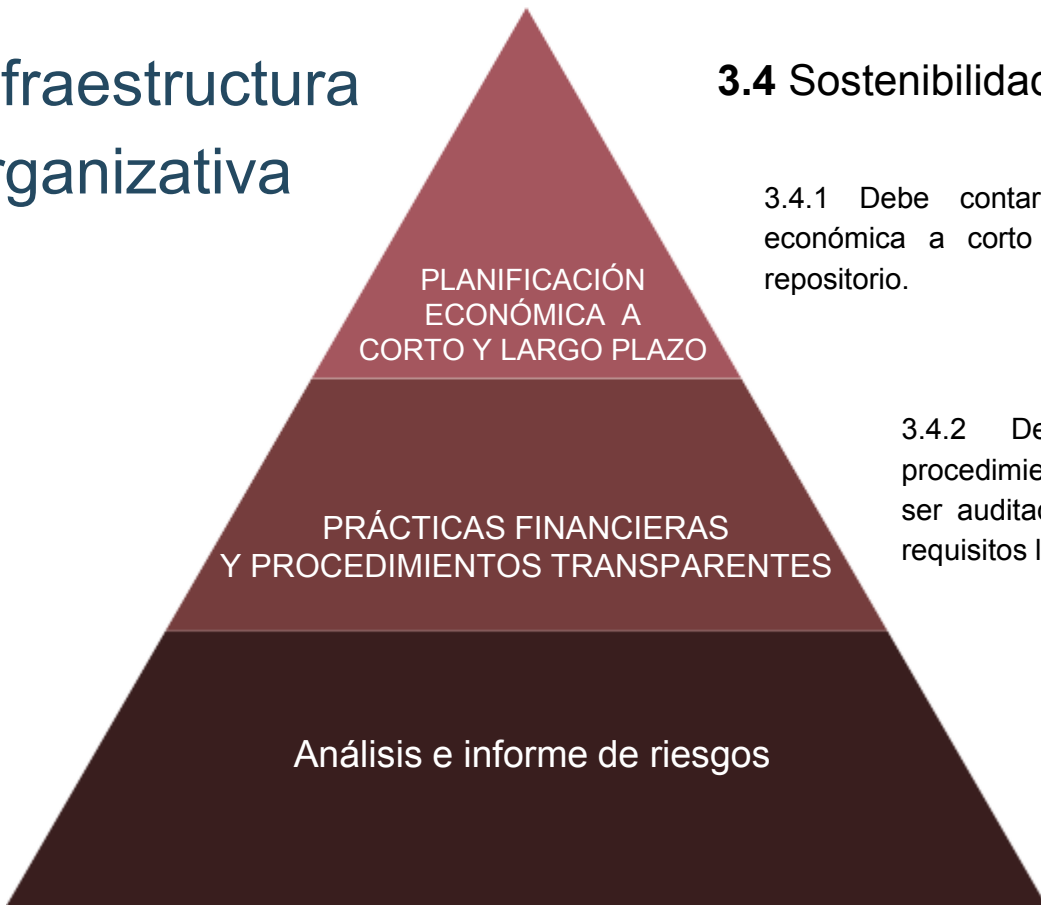 fraestructura
rganizativa
3.4 Sostenibilidad
3.4.1 Debe contar
económica a corto
repositorio.
PLANIFICACIÓN
ECONÓMICA A
CORTO Y LARGO PLAZO
3.4.2 De
procedimie
ser audita
requisitos l
PRÁCTICAS FINANCIERAS
Y PROCEDIMIENTOS TRANSPARENTES
Análisis e informe de riesgos